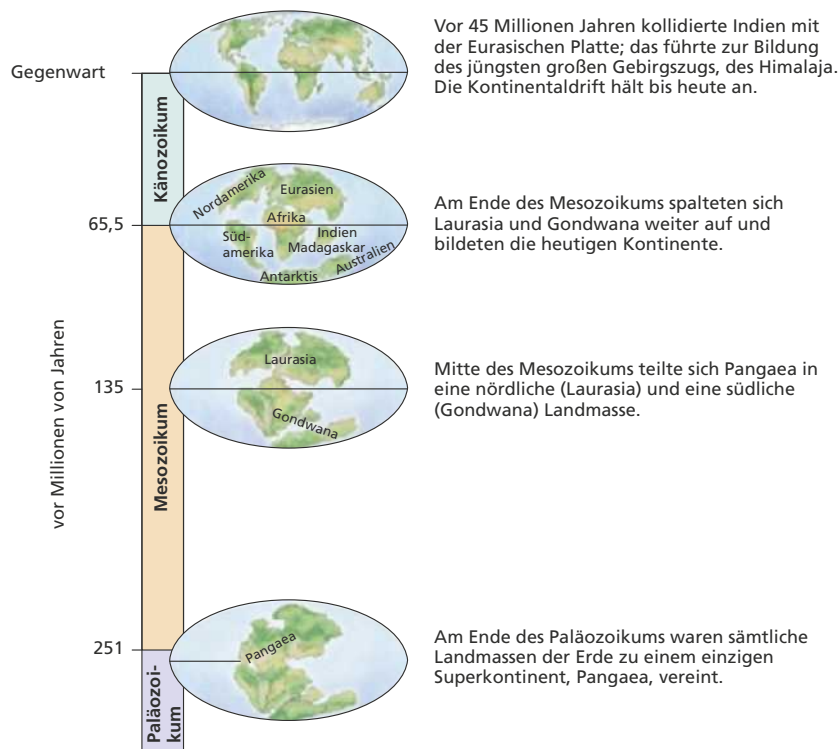 Gegenwart
Vor 45 Millionen Jahren kollidierte Indien mit
der Eurasischen Platte; das führte zur Bildung
des jüngsten großen Gebirgszugs, des Himalaja.
Die Kontinentaldrift hält bis heute an.
Känozoikum
Nordamerika
Eurasien
Afrika
Süd-
amerika
Indien
Madagaskar
Australien
Antarktis
65,5
Am Ende des Mesozoikums spalteten sich
Laurasia und Gondwana weiter auf und
bildeten die heutigen Kontinente.
vor Millionen von Jahren
Mesozoikum
135
Laurasia
Gondwana
Mitte des Mesozoikums teilte sich Pangaea in
eine nördliche (Laurasia) und eine südliche
(Gondwana) Landmasse.
251
Pangaea
Am Ende des Paläozoikums waren sämtliche
Landmassen der Erde zu einem einzigen
Superkontinent, Pangaea, vereint.
Paläozoi-
kum